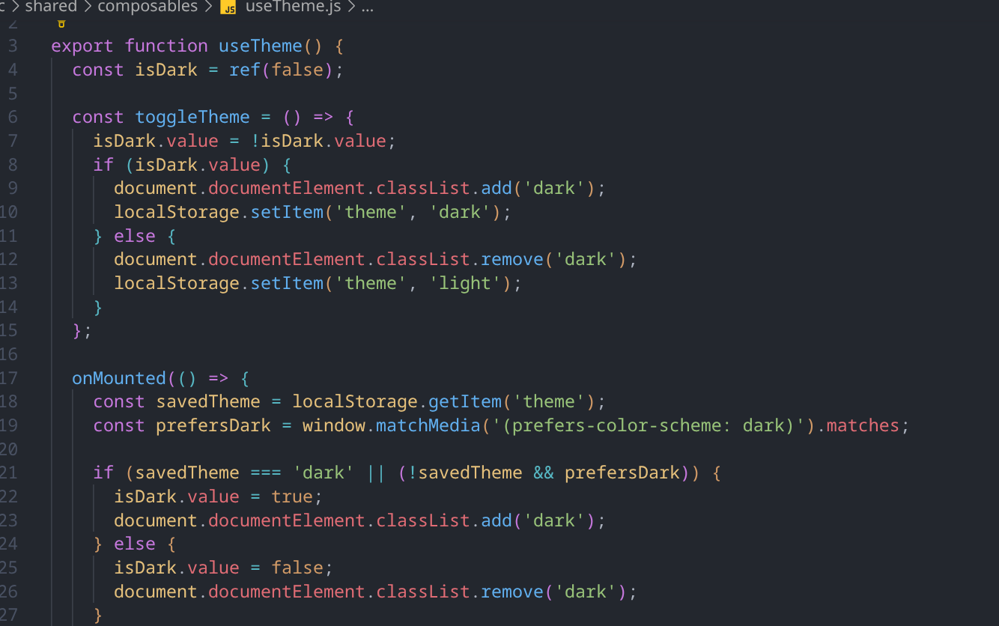 c > shared > composables > JS useTheme.js > ...
2
3 export function useTheme() {
4   const isDark = ref(false);
5
6   const toggleTheme = () => {
7     isDark.value = !isDark.value;
8     if (isDark.value) {
9       document.documentElement.classList.add('dark');
10       localStorage.setItem('theme', 'dark');
11     } else {
12       document.documentElement.classList.remove('dark');
13       localStorage.setItem('theme', 'light');
14     }
15   };
16
17   onMounted(() => {
18     const savedTheme = localStorage.getItem('theme');
19     const prefersDark = window.matchMedia('(prefers-color-scheme: dark)').matches;
20
21     if (savedTheme === 'dark' || (!savedTheme && prefersDark)) {
22       isDark.value = true;
23       document.documentElement.classList.add('dark');
24     } else {
25       isDark.value = false;
26       document.documentElement.classList.remove('dark');
27     }